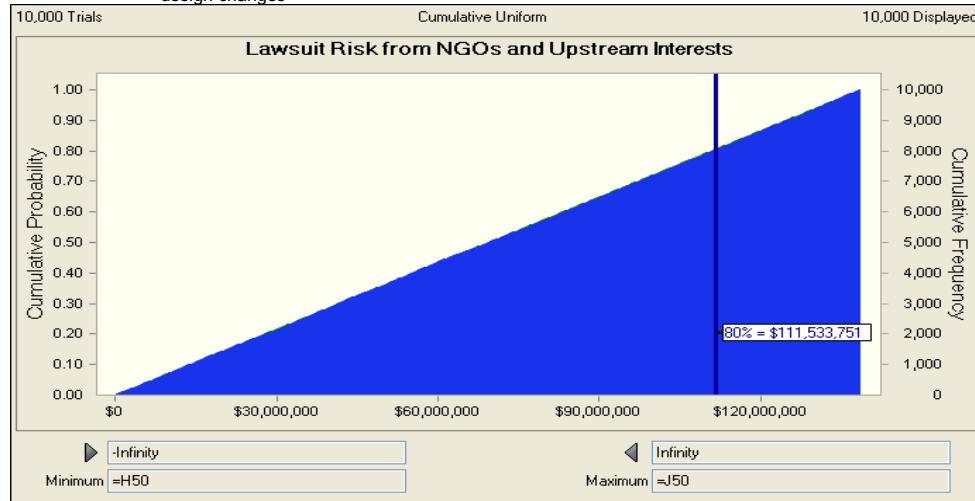 design changes
10,000 Trials Cumulative Uniform 10,000 Displayed
Lawsuit Risk from NGOs and Upstream Interests
1.00 10,000
0.90 9,000
0.80 8,000
0.70 7,000
0.60 6,000
0.50 5,000
0.40 4,000
0.30 3,000
0.20 2,000
0.10 1,000
0.00 0
Cumulative Probability
Cumulative Frequency
80% = $111,533,751
$0 $30,000,000 $60,000,000 $90,000,000 $120,000,000
-Infinity Infinity
Minimum =H50 Maximum =J50